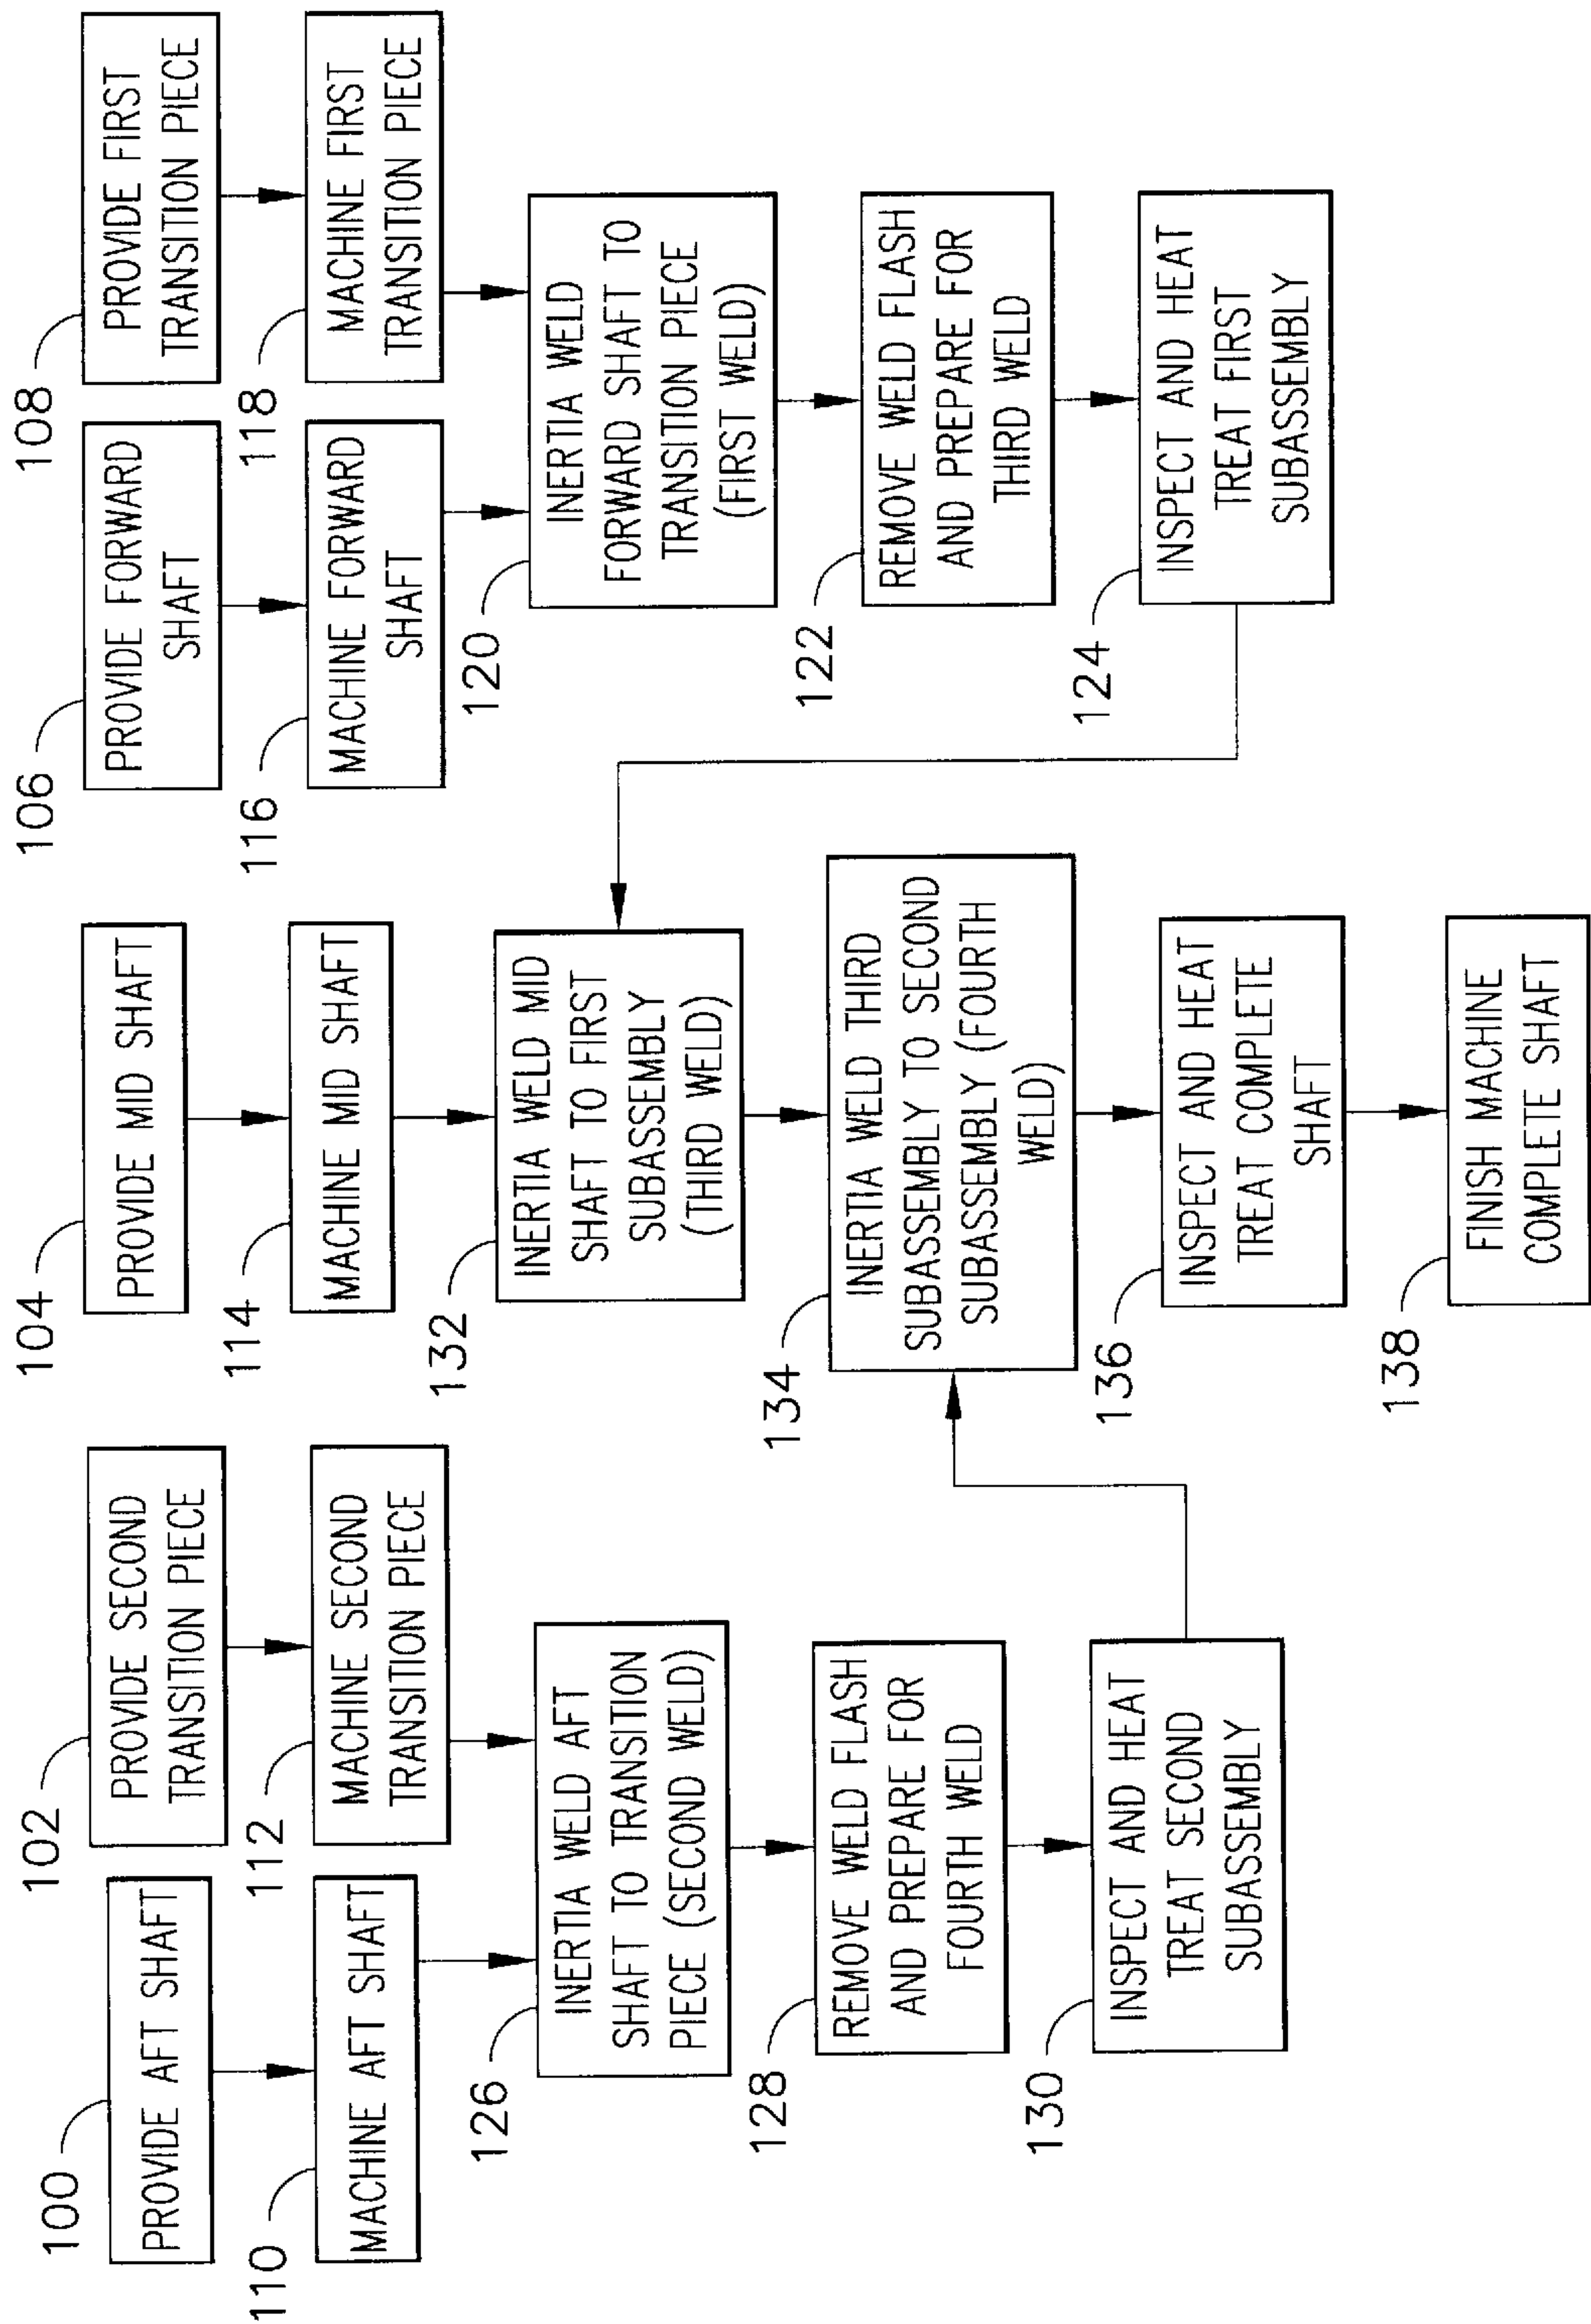 100
PROVIDE AFT SHAFT
102
PROVIDE SECOND
TRANSITION PIECE
104
PROVIDE MID SHAFT
106
PROVIDE FORWARD
SHAFT
108
PROVIDE FIRST
TRANSITION PIECE
110
MACHINE AFT SHAFT
112
MACHINE SECOND
TRANSITION PIECE
114
MACHINE MID SHAFT
116
MACHINE FORWARD
SHAFT
118
MACHINE FIRST
TRANSITION PIECE
126
INERTIA WELD AFT
SHAFT TO TRANSITION
PIECE (SECOND WELD)
132
INERTIA WELD MID
SHAFT TO FIRST
SUBASSEMBLY
(THIRD WELD)
120
INERTIA WELD
FORWARD SHAFT TO
TRANSITION PIECE
(FIRST WELD)
128
REMOVE WELD FLASH
AND PREPARE FOR
FOURTH WELD
134
INERTIA WELD THIRD
SUBASSEMBLY TO SECOND
SUBASSEMBLY (FOURTH
WELD)
122
REMOVE WELD FLASH
AND PREPARE FOR
THIRD WELD
130
INSPECT AND HEAT
TREAT SECOND
SUBASSEMBLY
136
INSPECT AND HEAT
TREAT COMPLETE
SHAFT
124
INSPECT AND HEAT
TREAT FIRST
SUBASSEMBLY
138
FINISH MACHINE
COMPLETE SHAFT